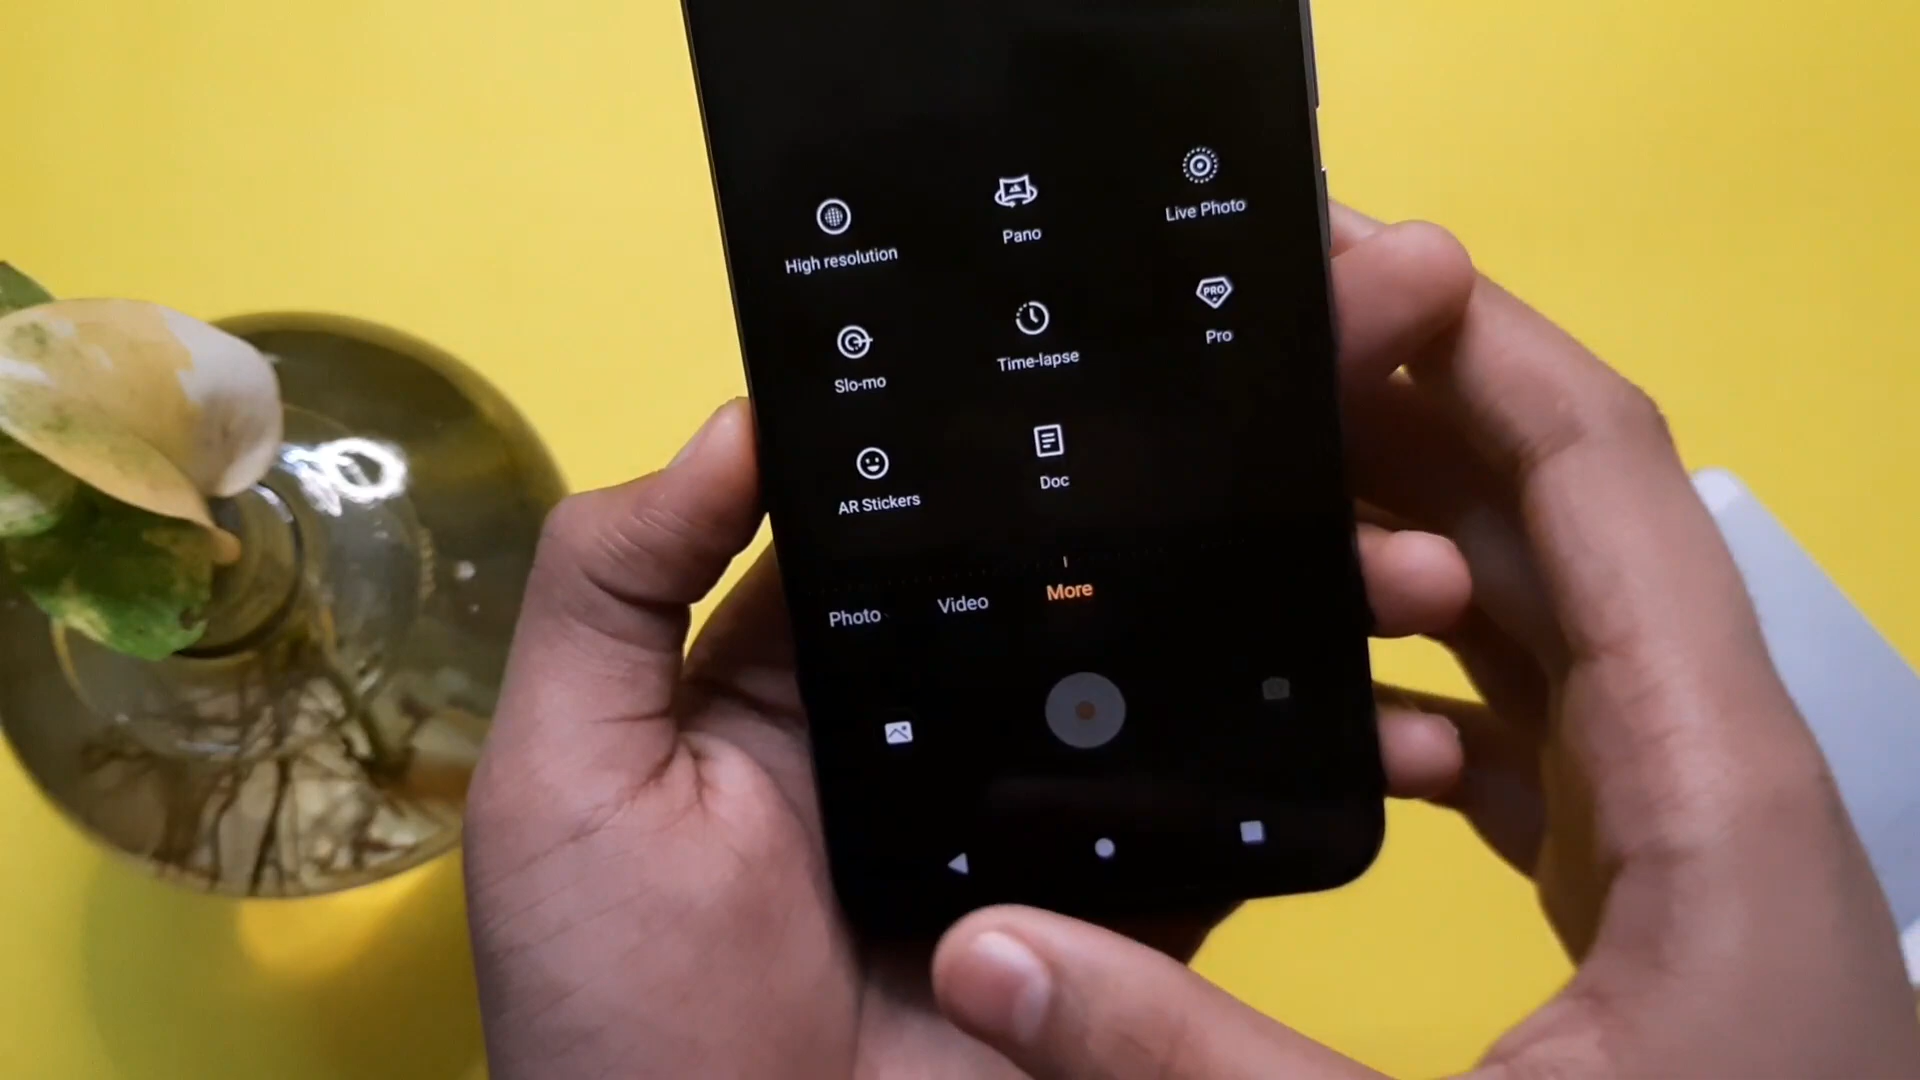 High resolution
Pano
Live Photo
Slo-mo
Time-lapse
PRO
Pro
AR Stickers
Doc
Photo
Video
More